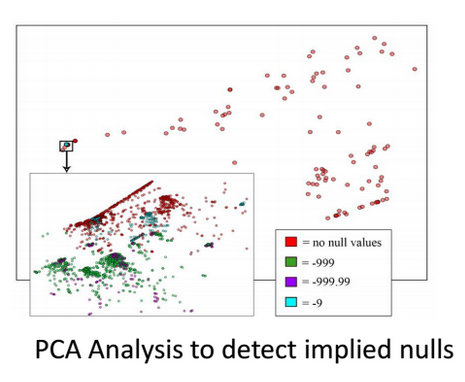 = no null values
= -999
= -999.99
= -9
PCA Analysis to detect implied nulls